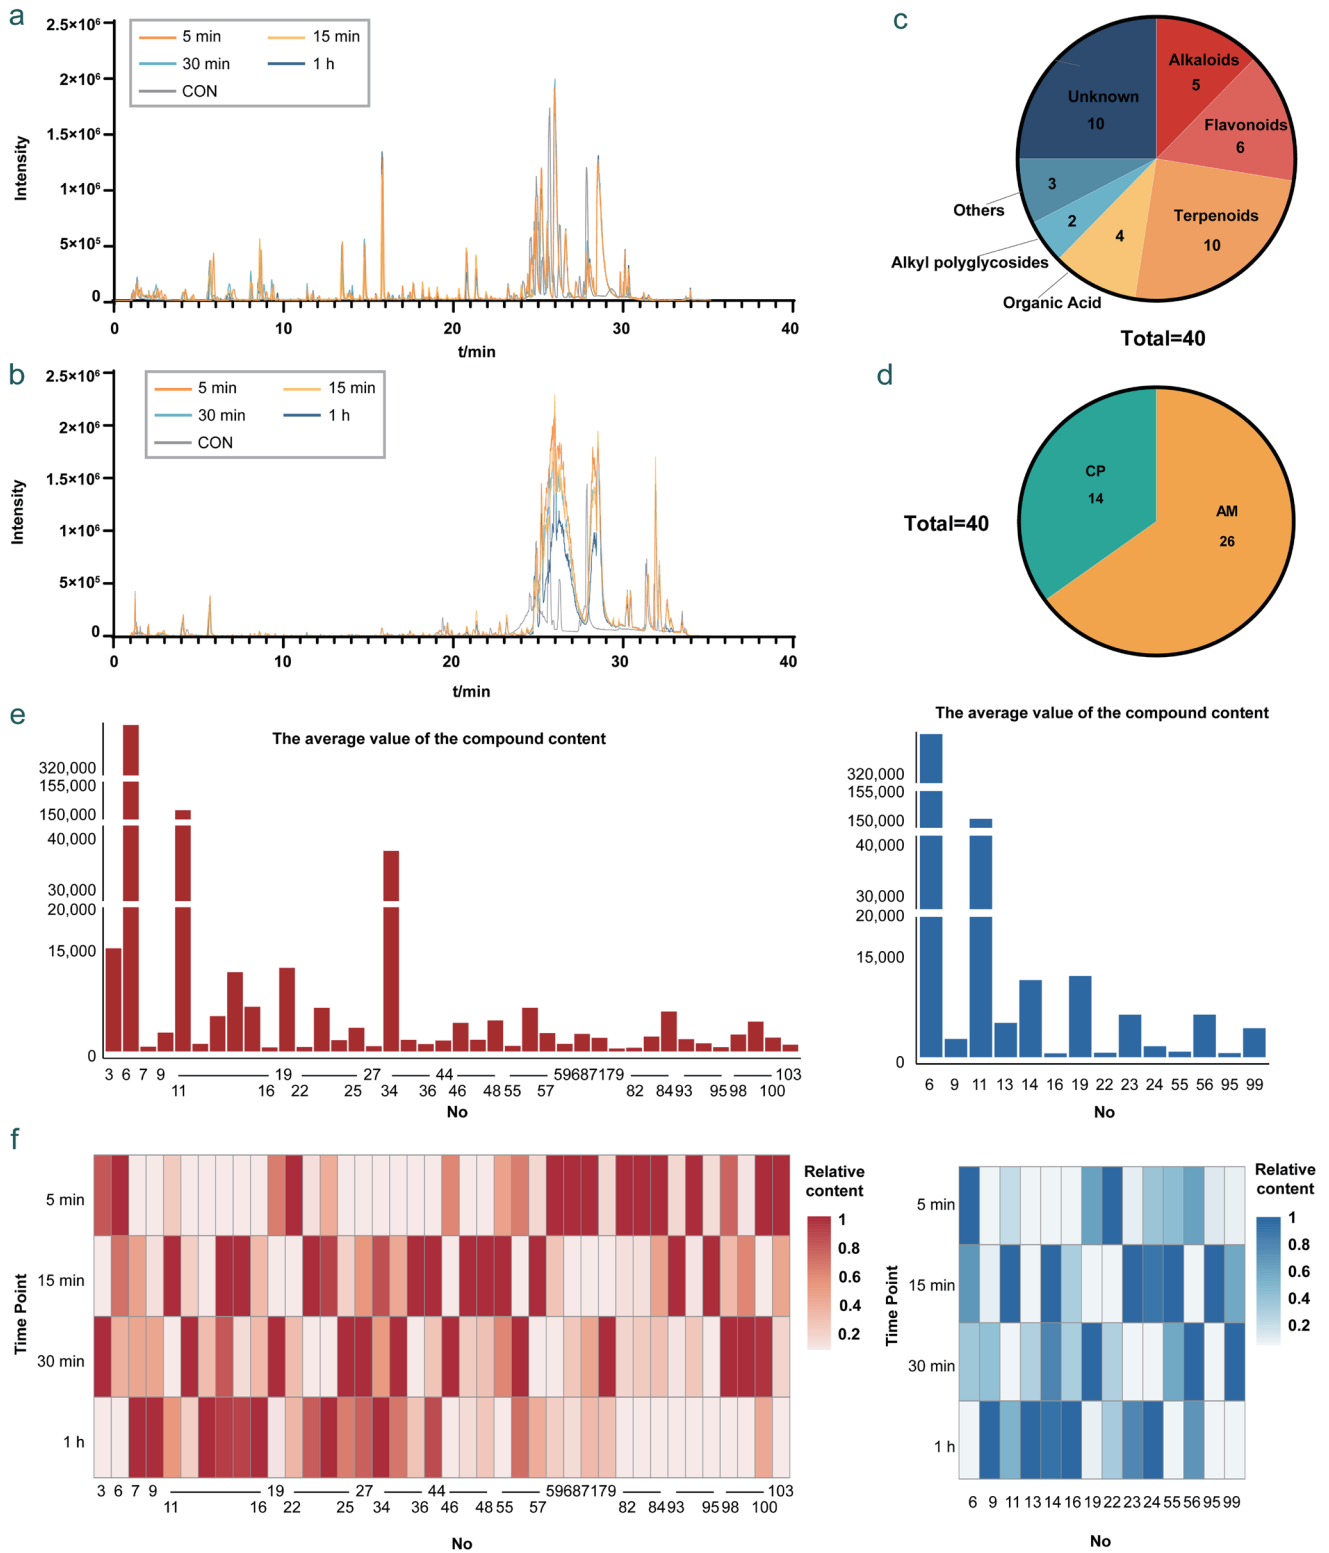 a
2.5×10⁶
2×10⁶
1.5×10⁶
1×10⁶
5×10⁵
0
Intensity
5 min
15 min
30 min
1 h
CON
0 10 20 30 40
t/min
b
2.5×10⁶
2×10⁶
1.5×10⁶
1×10⁶
5×10⁵
0
Intensity
5 min
15 min
30 min
1 h
CON
0 10 20 30 40
t/min
c
Alkaloids
5
Flavonoids
6
Terpenoids
10
4
Organic Acid
2
Alkyl polyglycosides
3
Others
Unknown
10
Total=40
d
CP
14
AM
26
Total=40
e
The average value of the compound content
320,000
155,000
150,000
40,000
30,000
20,000
15,000
0
3 6 7 9 19 27 44 59687179 103
11 16 22 25 34 36 46 48 55 57 82 84 93 95 98 100
No
The average value of the compound content
320,000
155,000
150,000
40,000
30,000
20,000
15,000
0
6 9 11 13 14 16 19 22 23 24 55 56 95 99
No
f
Time Point
5 min
15 min
30 min
1 h
Relative
content
1
0.8
0.6
0.4
0.2
3 6 7 9 19 27 44 59687179 103
11 16 22 25 34 36 46 48 55 57 82 84 93 95 98 100
No
Time Point
5 min
15 min
30 min
1 h
Relative
content
1
0.8
0.6
0.4
0.2
6 9 11 13 14 16 19 22 23 24 55 56 95 99
No